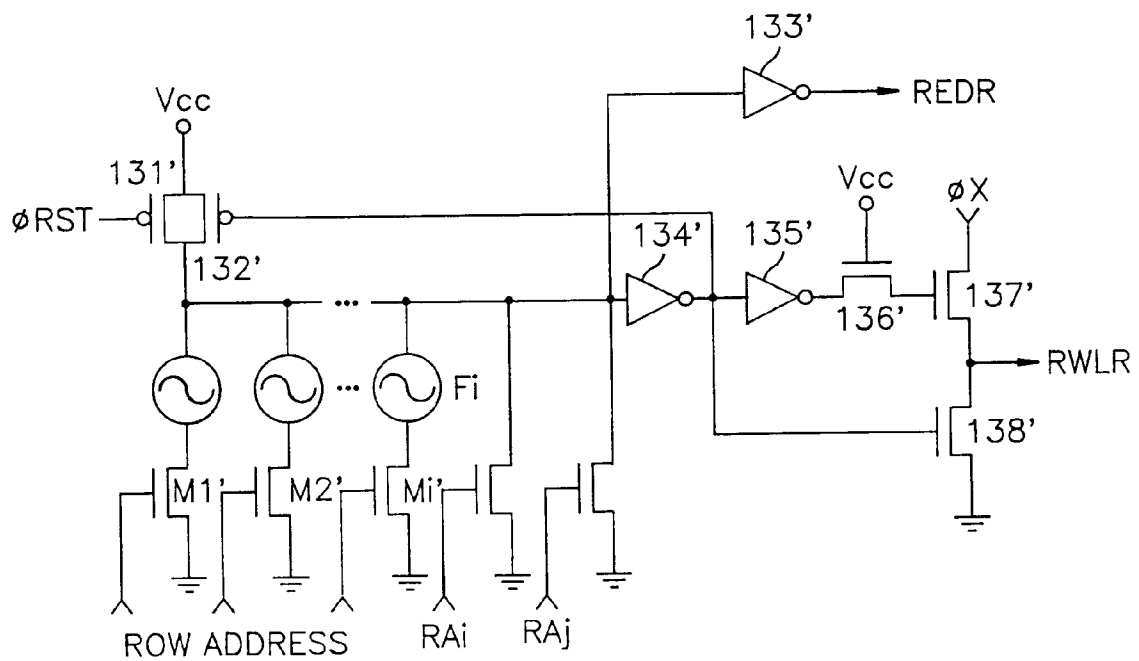 133'
REDR
Vcc
131'
øRST
132'
Vcc
øX
134'
135'
136'
137'
RWLR
...
... Fi
M1'
M2'
Mi'
138'
ROW ADDRESS
RAi
RAj